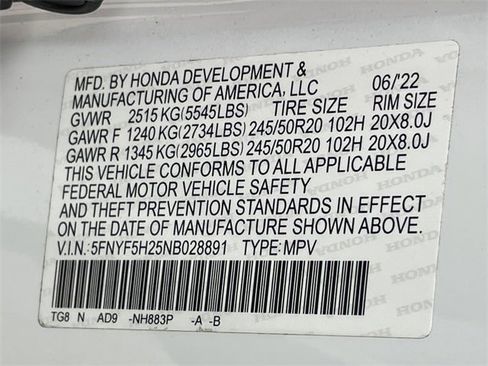 MFD. BY HONDA DEVELOPMENT &
MANUFACTURING OF AMERICA, LLC 06/'22
GVWR 2515 KG(5545LBS) TIRE SIZE RIM SIZE
GAWR F 1240 KG(2734LBS) 245/50R20 102H 20X8.0J
GAWR R 1345 KG(2965LBS) 245/50R20 102H 20X8.0J
THIS VEHICLE CONFORMS TO ALL APPLICABLE
FEDERAL MOTOR VEHICLE SAFETY
AND THEFT PREVENTION STANDARDS IN EFFECT
ON THE DATE OF MANUFACTURE SHOWN ABOVE.
V.I.N.: 5FNYF5H25NB028891 TYPE: MPV
TG8 N AD9 -NH883P -A -B